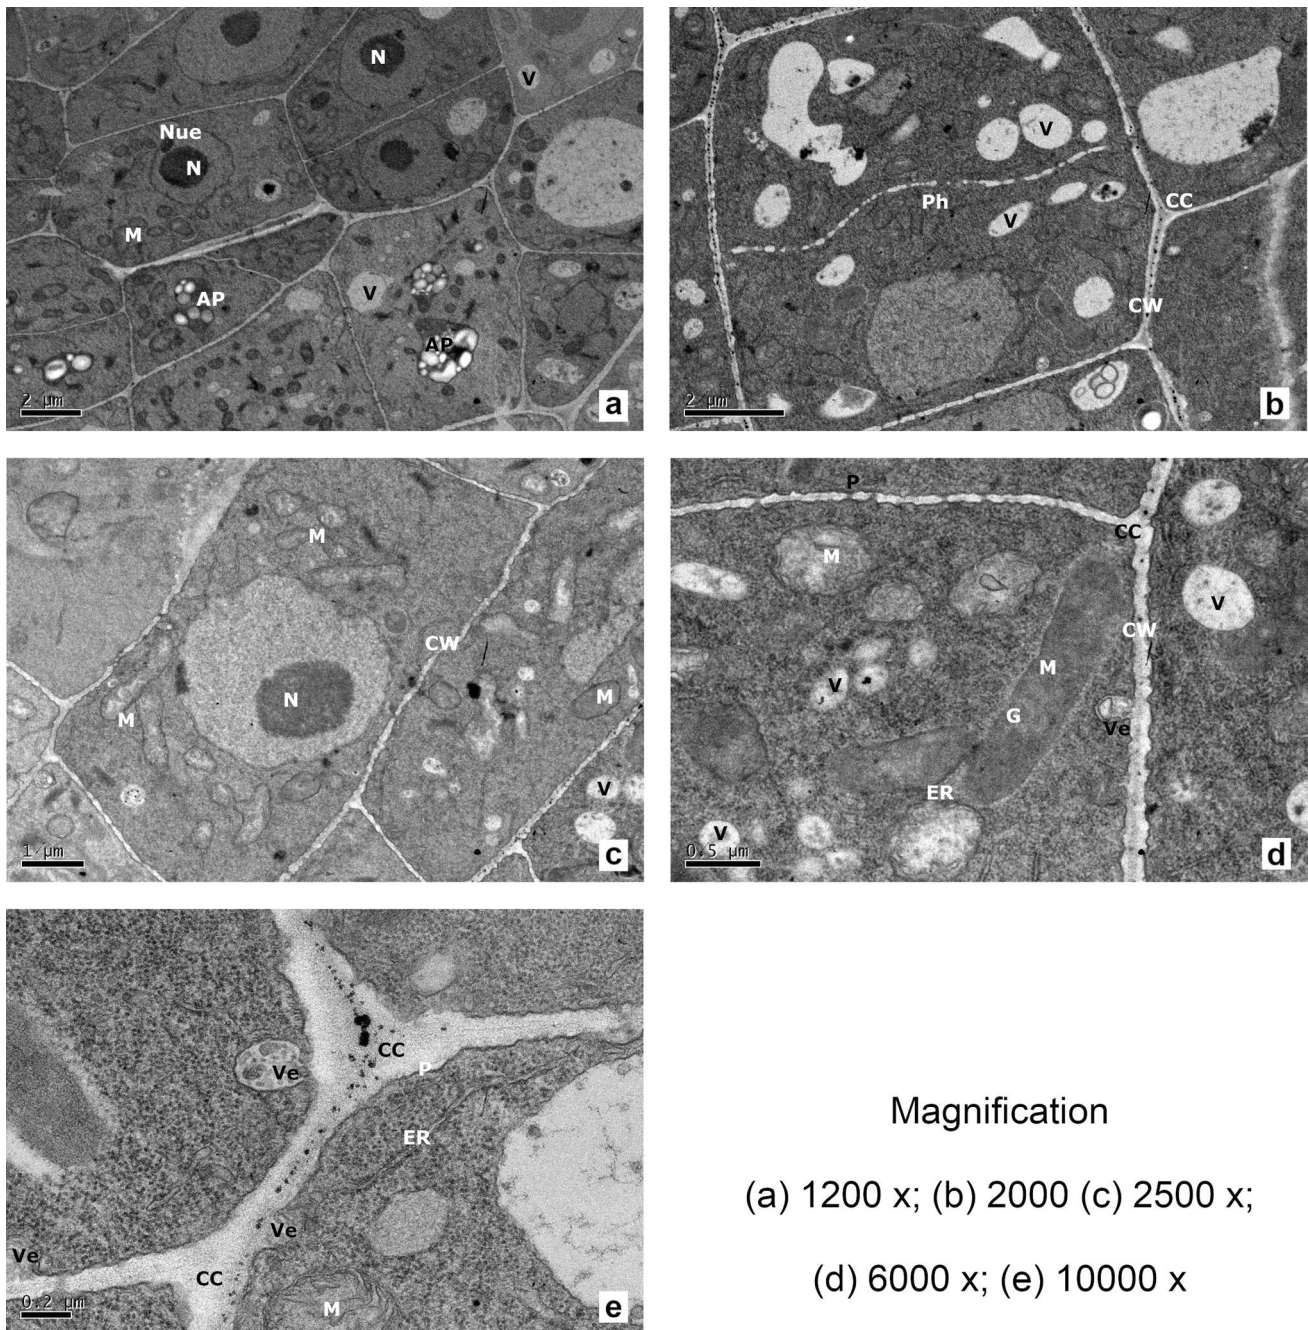 N
V
Nue
N
M
AP
V
AP
2 µm
a
V
Ph
V
CC
CW
2 µm
b
M
CW
N
M
M
V
1 µm
c
P
CC
M
V
CW
M
V
G
Ve
ER
V
0.5 µm
d
CC
Ve
P
ER
Ve
Ve
CC
0.2 µm
M
e
Magnification
(a) 1200 x; (b) 2000 (c) 2500 x;
(d) 6000 x; (e) 10000 x